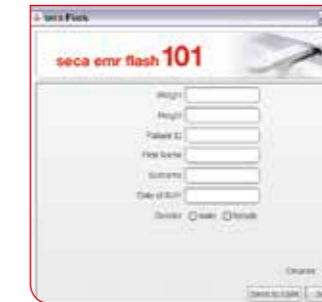 seca Flash
seca emr flash 101
Weight
Height
Patient ID
First Name
Surname
Date of Birth
Gender male female